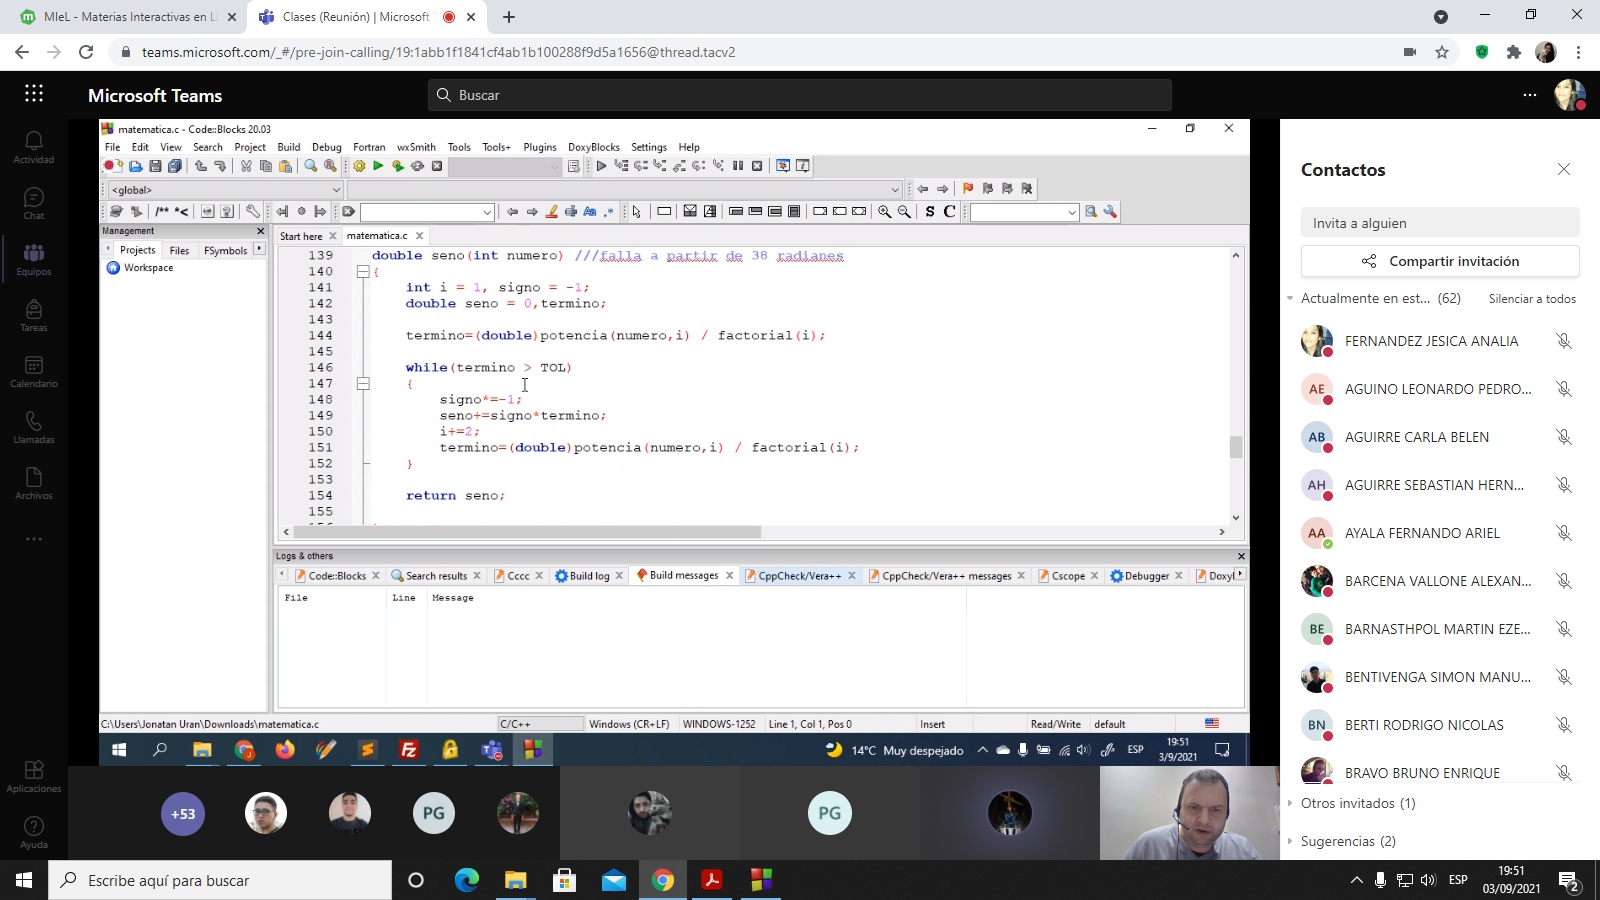 MIeL - Materias Interactivas en Lí
Clases (Reunión) | Microsoft
teams.microsoft.com/_#/pre-join-calling/19:1abb1f1841cf4ab1b100288f9d5a1656@thread.tacv2
Microsoft Teams
Buscar
Actividad
Chat
Equipos
Tareas
Calendario
Llamadas
Archivos
Aplicaciones
Ayuda
matematica.c - Code::Blocks 20.03
File Edit View Search Project Build Debug Fortran wxSmith Tools Tools+ Plugins DoxyBlocks Settings Help
<global>
/** *<
S C
Management
Projects Files FSymbols
Workspace
Start here matematica.c
139 double seno(int numero) ///falla a partir de 38 radianes
140 {
141 int i = 1, signo = -1;
142 double seno = 0,termino;
143
144 termino=(double)potencia(numero,i) / factorial(i);
145
146 while(termino > TOL)
147 {
148 signo*=-1;
149 seno+=signo*termino;
150 i+=2;
151 termino=(double)potencia(numero,i) / factorial(i);
152 }
153
154 return seno;
155
Logs & others
Code::Blocks Search results Cccc Build log Build messages CppCheck/Vera++ CppCheck/Vera++ messages Cscope Debugger Doxyl
File Line Message
C:\Users\Jonatan Uran\Downloads\matematica.c C/C++ Windows (CR+LF) WINDOWS-1252 Line 1, Col 1, Pos 0 Insert Read/Write default
14°C Muy despejado ESP 19:51
3/9/2021
+53
PG
PG
Contactos
Invita a alguien
Compartir invitación
Actualmente en est... (62) Silenciar a todos
FERNANDEZ JESICA ANALIA
AE AGUINO LEONARDO PEDRO...
AB AGUIRRE CARLA BELEN
AH AGUIRRE SEBASTIAN HERN...
AA AYALA FERNANDO ARIEL
BARCENA VALLONE ALEXAN...
BE BARNASTHPOL MARTIN EZE...
BENTIVENGA SIMON MANU...
BN BERTI RODRIGO NICOLAS
BRAVO BRUNO ENRIQUE
Otros invitados (1)
Sugerencias (2)
Escribe aquí para buscar
ESP 19:51
03/09/2021
2